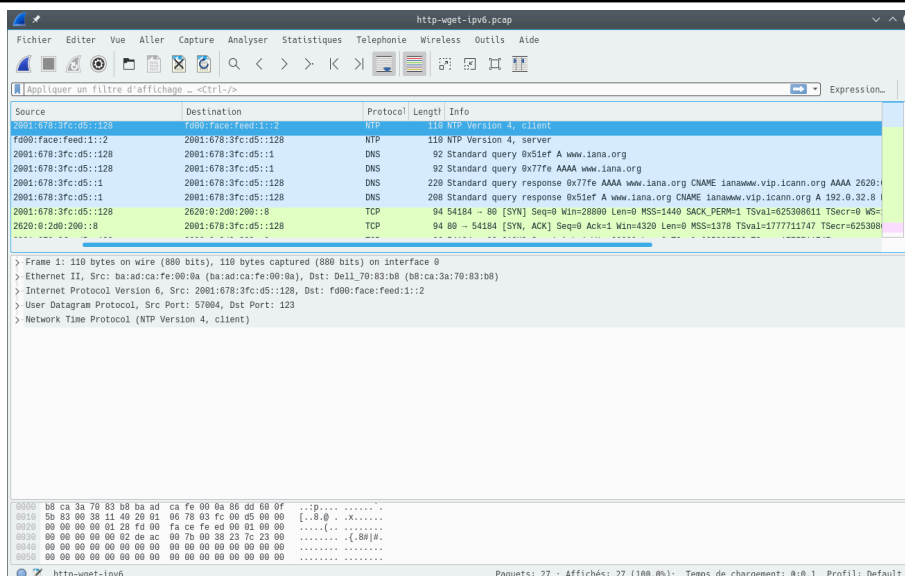 http-wget-ipv6.pcap
Fichier Editer Vue Aller Capture Analyser Statistiques Telephonie Wireless Outils Aide
Appliquer un filtre d'affichage … <Ctrl-/> Expression…
Source Destination Protocol Length Info
2001:678:3fc:d5::128 fd00:face:feed:1::2 NTP 110 NTP Version 4, client
fd00:face:feed:1::2 2001:678:3fc:d5::128 NTP 110 NTP Version 4, server
2001:678:3fc:d5::128 2001:678:3fc:d5::1 DNS 92 Standard query 0x51ef A www.iana.org
2001:678:3fc:d5::128 2001:678:3fc:d5::1 DNS 92 Standard query 0x77fe AAAA www.iana.org
2001:678:3fc:d5::1 2001:678:3fc:d5::128 DNS 220 Standard query response 0x77fe AAAA www.iana.org CNAME ianawww.vip.icann.org AAAA 2620:
2001:678:3fc:d5::1 2001:678:3fc:d5::128 DNS 208 Standard query response 0x51ef A www.iana.org CNAME ianawww.vip.icann.org A 192.0.32.8
2001:678:3fc:d5::128 2620:0:2d0:200::8 TCP 94 54184 → 80 [SYN] Seq=0 Win=28800 Len=0 MSS=1440 SACK_PERM=1 TSval=625308611 TSecr=0 WS=
2620:0:2d0:200::8 2001:678:3fc:d5::128 TCP 94 80 → 54184 [SYN, ACK] Seq=0 Ack=1 Win=4320 Len=0 MSS=1378 TSval=1777711747 TSecr=625308
Frame 1: 110 bytes on wire (880 bits), 110 bytes captured (880 bits) on interface 0
Ethernet II, Src: ba:ad:ca:fe:00:0a (ba:ad:ca:fe:00:0a), Dst: Dell_70:83:b8 (b8:ca:3a:70:83:b8)
Internet Protocol Version 6, Src: 2001:678:3fc:d5::128, Dst: fd00:face:feed:1::2
User Datagram Protocol, Src Port: 57004, Dst Port: 123
Network Time Protocol (NTP Version 4, client)
0000 b8 ca 3a 70 83 b8 ba ad ca fe 00 0a 86 dd 60 0f ..:p.... ......`.
0010 5b 83 00 38 11 40 20 01 06 78 03 fc 00 d5 00 00 [..8.@ . .x......
0020 00 00 00 00 01 28 fd 00 fa ce fe ed 00 01 00 00 .....(.. ........
0030 00 00 00 00 00 02 de ac 00 7b 00 38 23 7c 23 00 ........ .{.8#|#.
0040 00 00 00 00 00 00 00 00 00 00 00 00 00 00 00 00 ........ ........
0050 00 00 00 00 00 00 00 00 00 00 00 00 00 00 00 00 ........ ........
http-wget-ipv6 Paquets: 27 · Affichés: 27 (100.0%); Temps de chargement: 0:0.1 Profil: Default